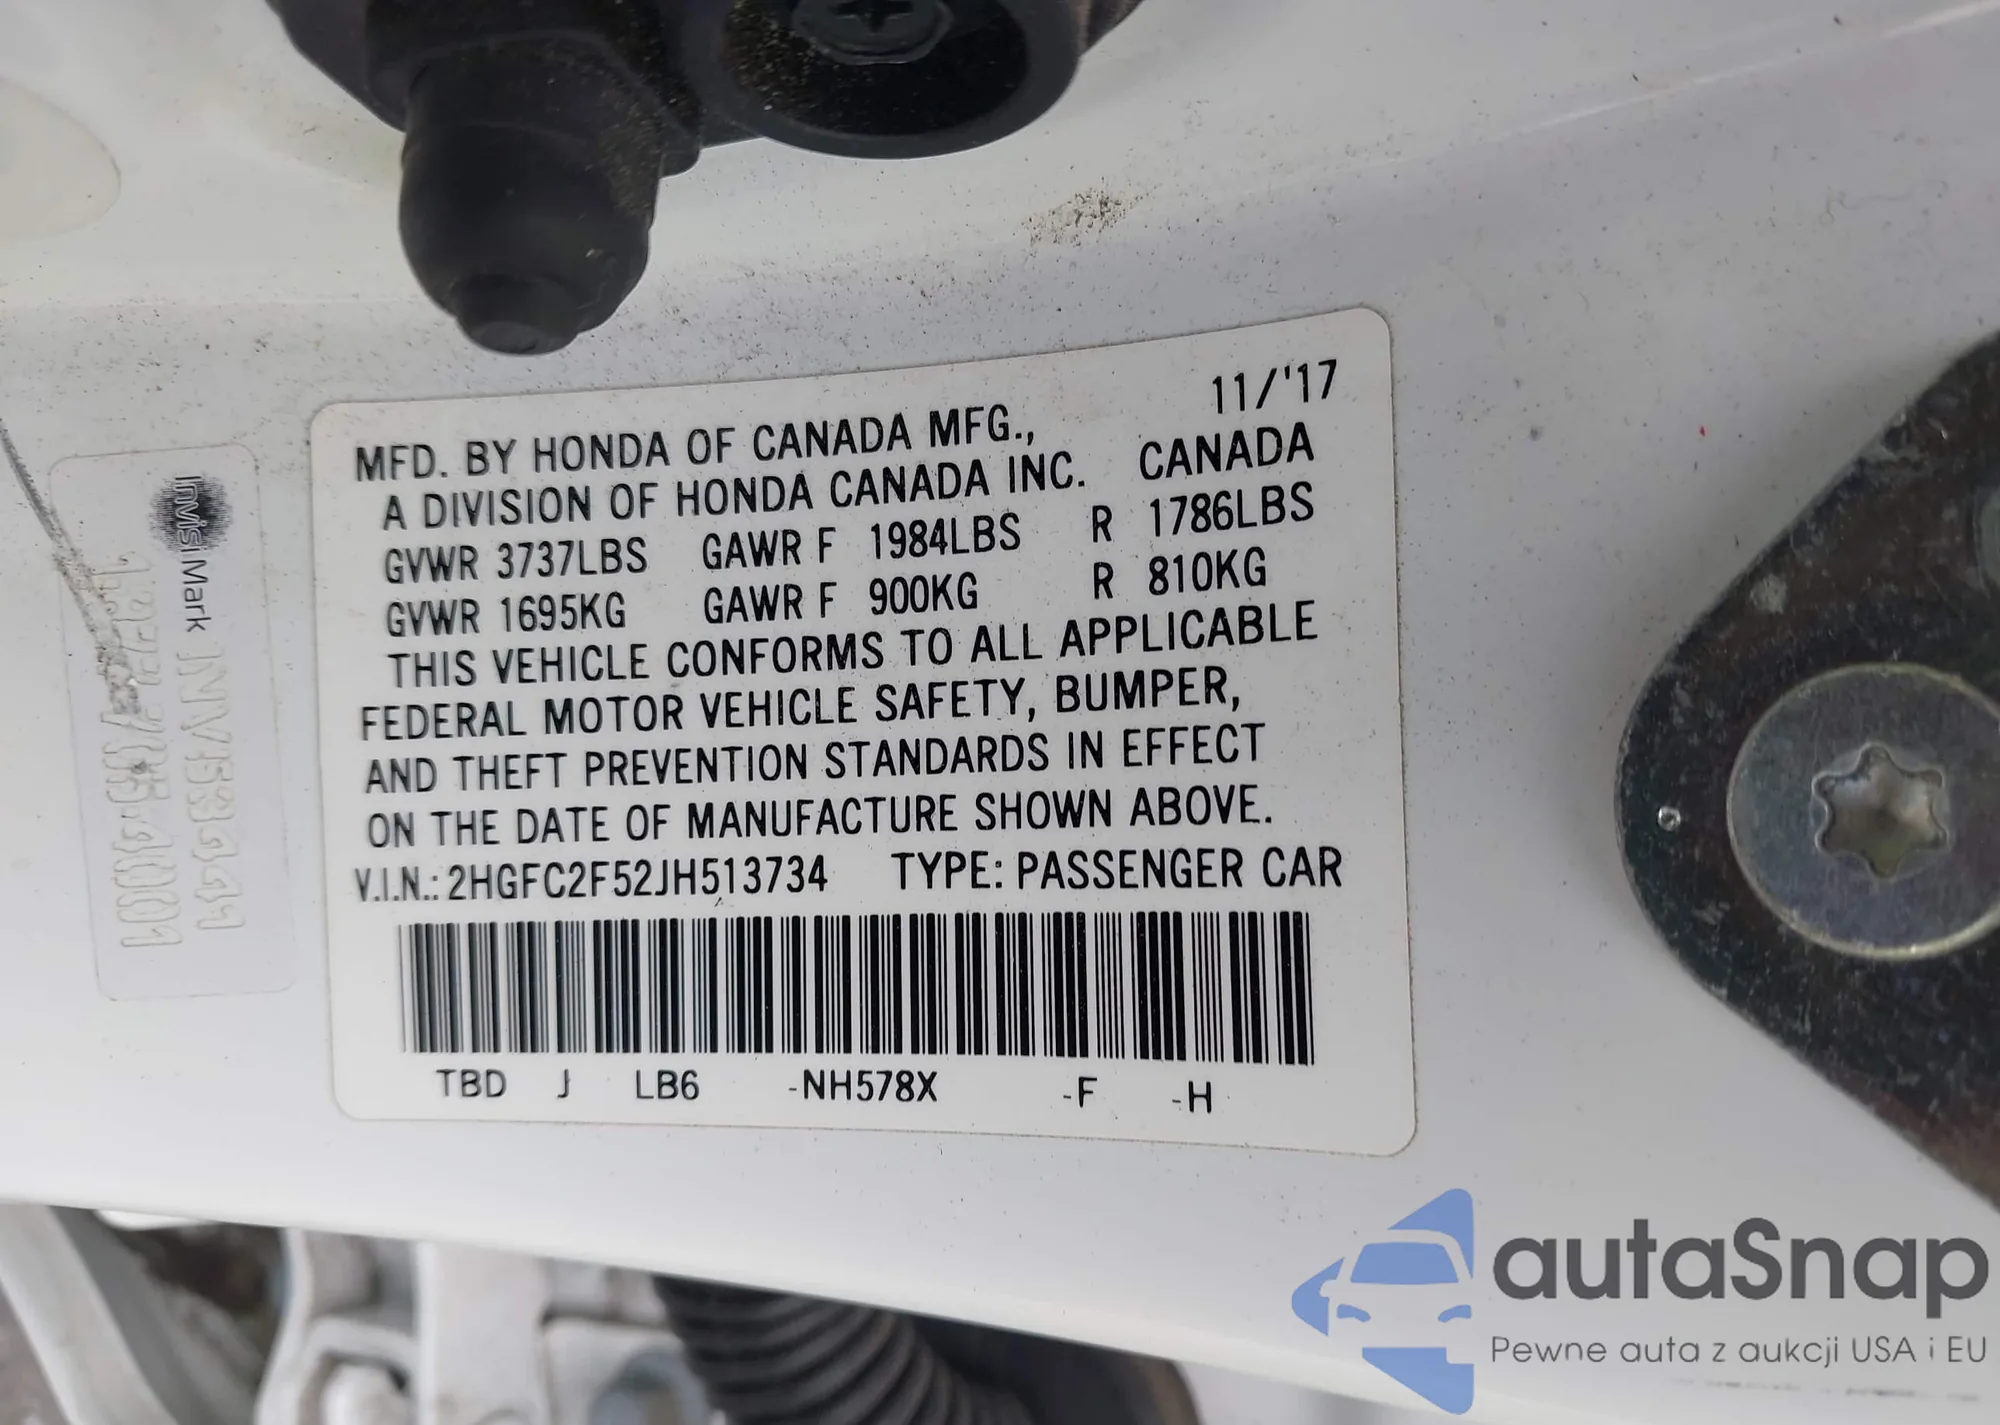 11/'17
MFD. BY HONDA OF CANADA MFG.,
A DIVISION OF HONDA CANADA INC. CANADA
GVWR 3737LBS GAWR F 1984LBS R 1786LBS
GVWR 1695KG GAWR F 900KG R 810KG
THIS VEHICLE CONFORMS TO ALL APPLICABLE
FEDERAL MOTOR VEHICLE SAFETY, BUMPER,
AND THEFT PREVENTION STANDARDS IN EFFECT
ON THE DATE OF MANUFACTURE SHOWN ABOVE.
V.I.N.: 2HGFC2F52JH513734 TYPE: PASSENGER CAR
TBD J LB6 -NH578X -F -H
InvisiMark
autaSnap
Pewne auta z aukcji USA i EU